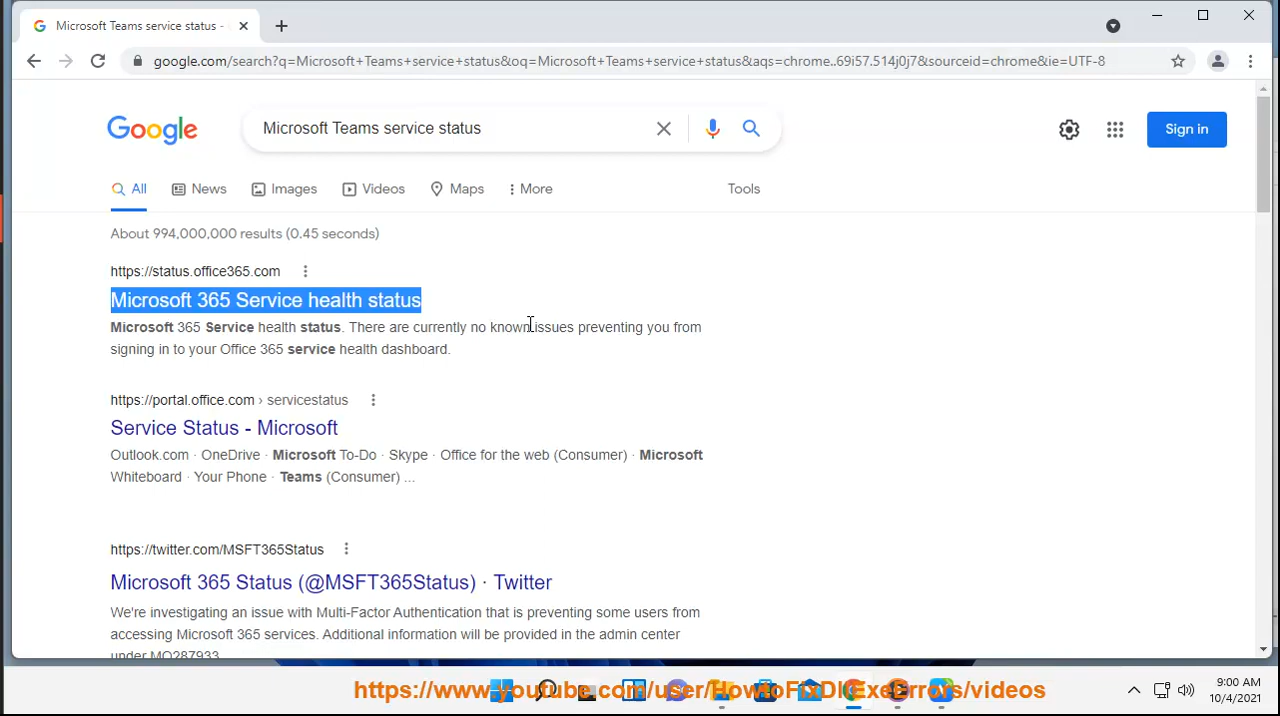 Microsoft Teams service status -
google.com/search?q=Microsoft+Teams+service+status&oq=Microsoft+Teams+service+status&aqs=chrome..69i57.514j0j7&sourceid=chrome&ie=UTF-8
Google
Microsoft Teams service status
Sign in
All News Images Videos Maps More Tools
About 994,000,000 results (0.45 seconds)
https://status.office365.com
Microsoft 365 Service health status
Microsoft 365 Service health status. There are currently no known issues preventing you from
signing in to your Office 365 service health dashboard.
https://portal.office.com › servicestatus
Service Status - Microsoft
Outlook.com · OneDrive · Microsoft To-Do · Skype · Office for the web (Consumer) · Microsoft
Whiteboard · Your Phone · Teams (Consumer) ...
https://twitter.com/MSFT365Status
Microsoft 365 Status (@MSFT365Status) · Twitter
We're investigating an issue with Multi-Factor Authentication that is preventing some users from
accessing Microsoft 365 services. Additional information will be provided in the admin center
under MO287933
https://www.youtube.com/user/HowtoFixDllExeErrors/videos
9:00 AM
10/4/2021